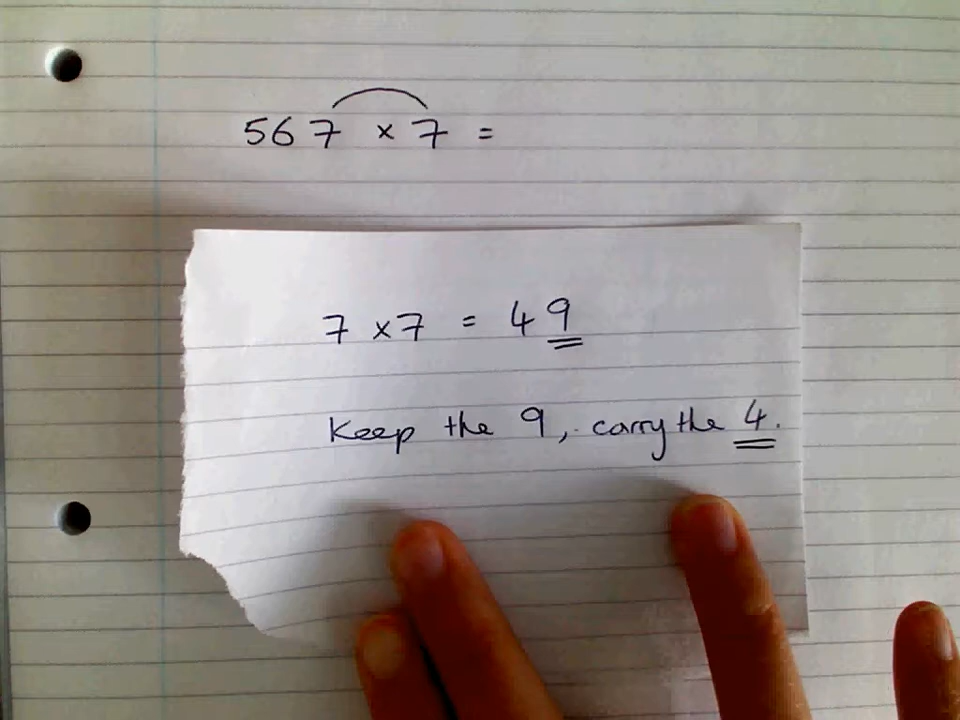 567 × 7 =
7 × 7 = 49
Keep the 9, carry the 4.